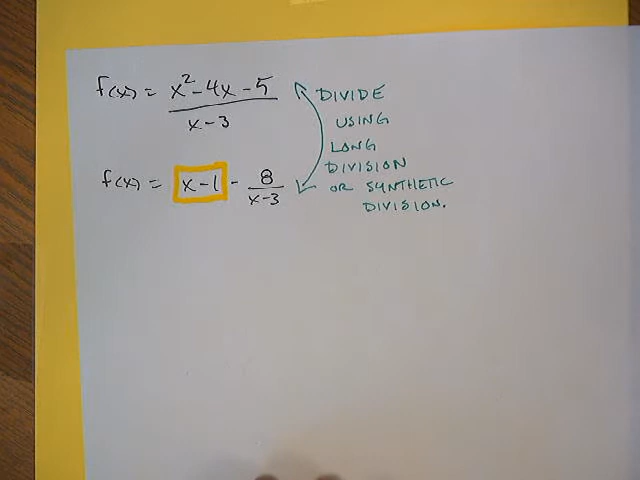 f(x) = x² - 4x - 5 / x - 3
f(x) = x - 1 - 8 / x - 3
DIVIDE
USING
LONG
DIVISION
OR SYNTHETIC
DIVISION.